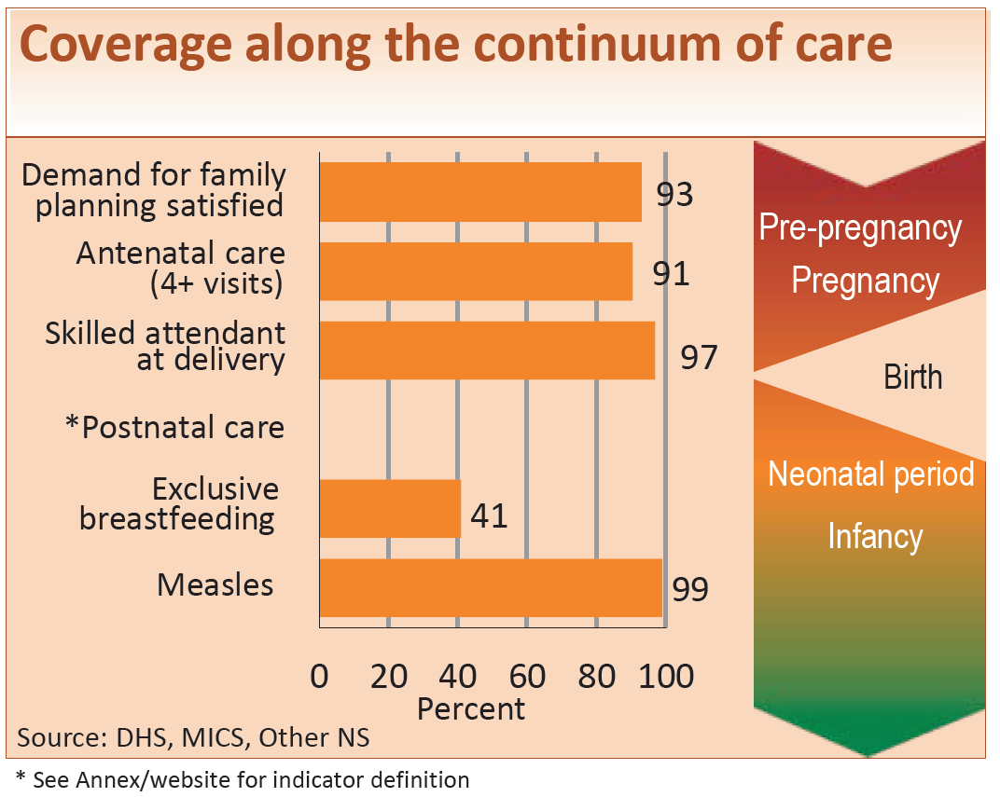 Coverage along the continuum of care
Demand for family
planning satisfied
93
Antenatal care
(4+ visits)
91
Skilled attendant
at delivery
97
*Postnatal care
Exclusive
breastfeeding
41
Measles
99
0 20 40 60 80 100
Percent
Pre-pregnancy
Pregnancy
Birth
Neonatal period
Infancy
Source: DHS, MICS, Other NS
* See Annex/website for indicator definition